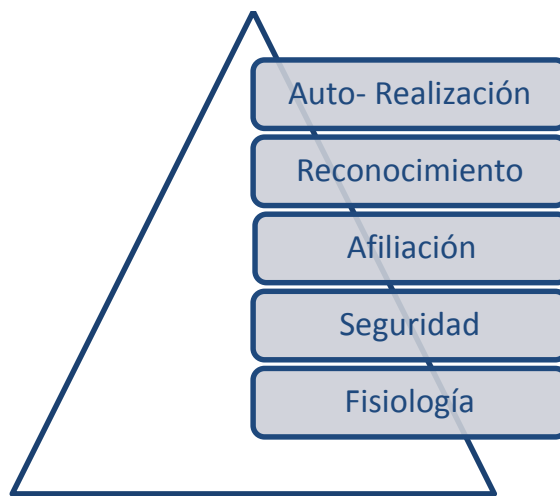 Auto- Realización
Reconocimiento
Afiliación
Seguridad
Fisiología